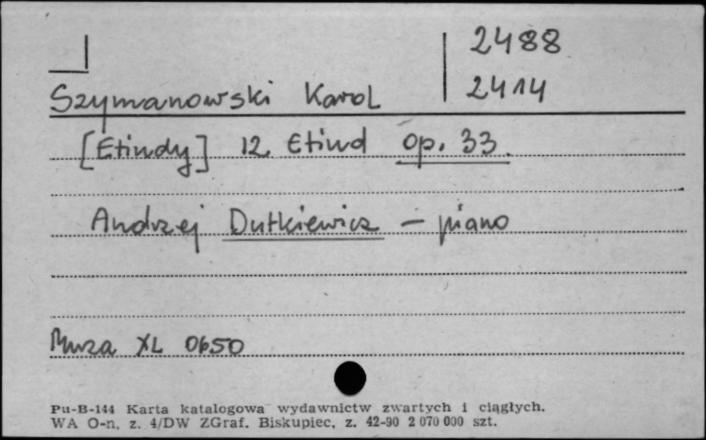 2488
2414
Szymanowski Karol
[Etiudy] 12 Etiud op. 33
Andrzej Dutkiewicz – piano
Muza XL 0650
Pu-B-144 Karta katalogowa wydawnictw zwartych i ciągłych.
WA O-n. z. 4/DW ZGraf. Biskupiec, z. 42-90 2 070 000 szt.